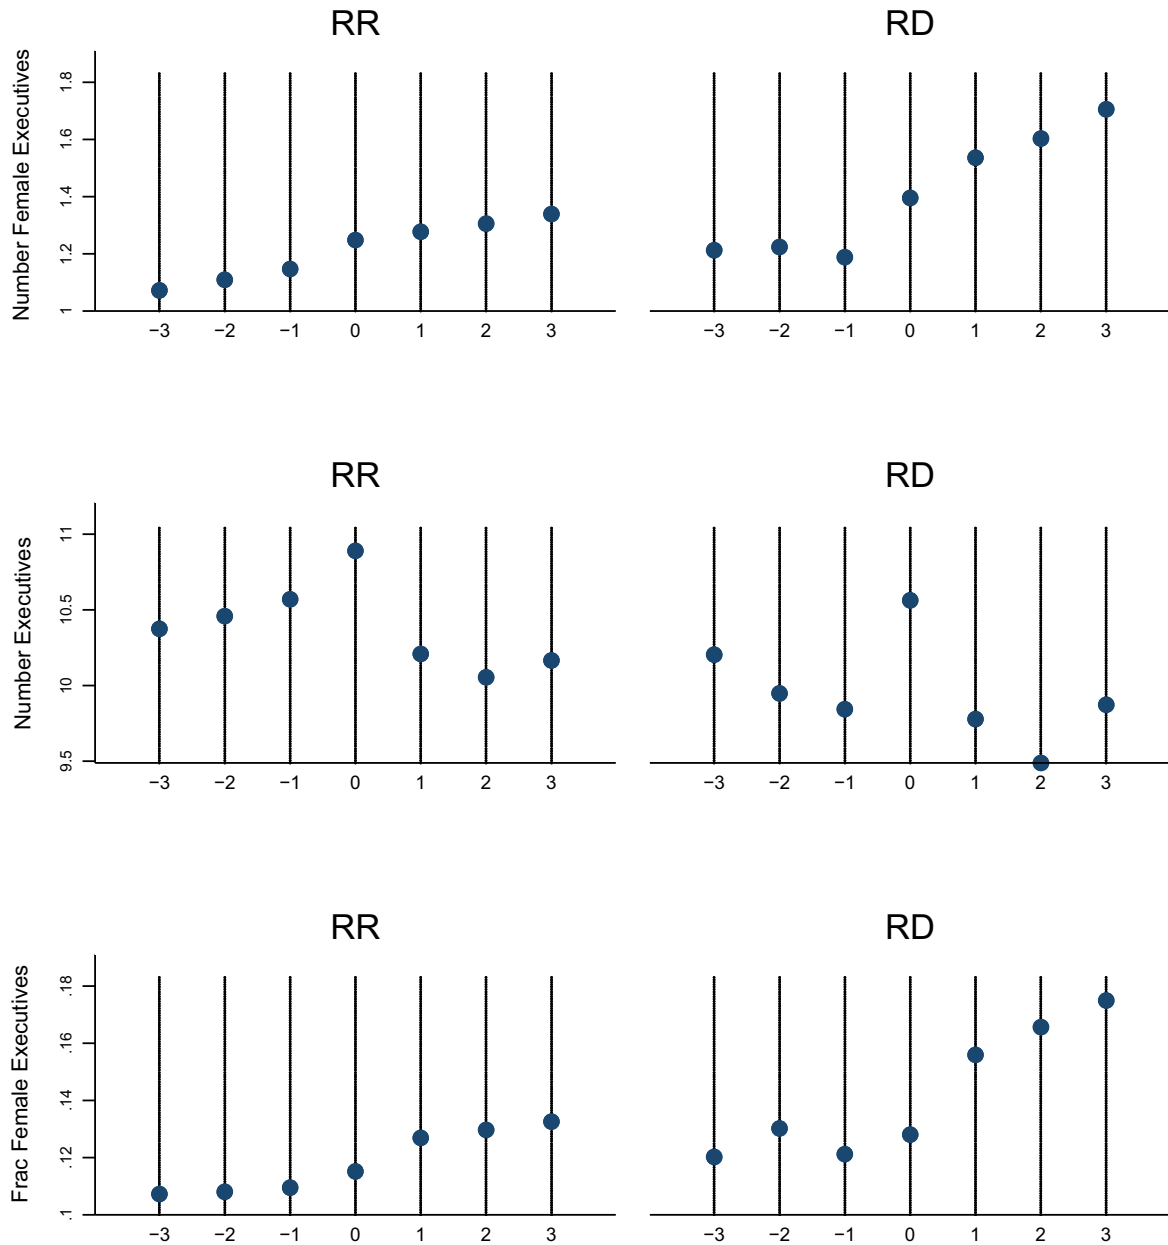 RR RD
Number Female Executives
1.8
1.6
1.4
1.2
1
−3 −2 −1 0 1 2 3 −3 −2 −1 0 1 2 3
RR RD
Number Executives
11
10.5
10
9.5
−3 −2 −1 0 1 2 3 −3 −2 −1 0 1 2 3
RR RD
Frac Female Executives
.18
.16
.14
.12
.1
−3 −2 −1 0 1 2 3 −3 −2 −1 0 1 2 3